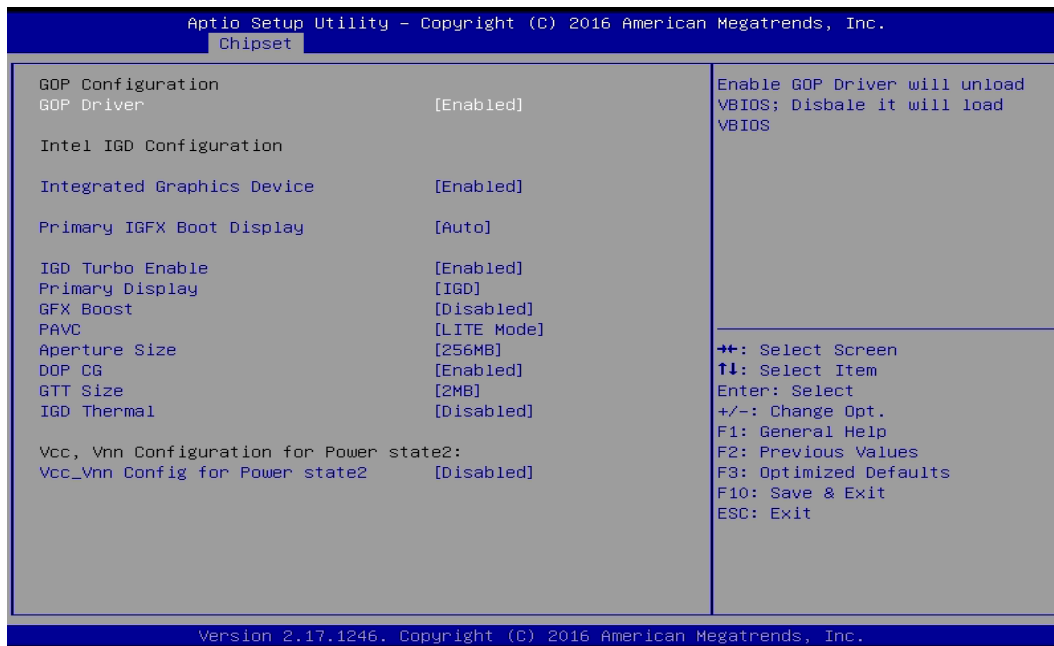 Aptio Setup Utility – Copyright (C) 2016 American Megatrends, Inc.
Chipset
GOP Configuration
GOP Driver [Enabled]
Intel IGD Configuration
Integrated Graphics Device [Enabled]
Primary IGFX Boot Display [Auto]
IGD Turbo Enable [Enabled]
Primary Display [IGD]
GFX Boost [Disabled]
PAVC [LITE Mode]
Aperture Size [256MB]
DOP CG [Enabled]
GTT Size [2MB]
IGD Thermal [Disabled]
Vcc, Vnn Configuration for Power state2:
Vcc_Vnn Config for Power state2 [Disabled]
Enable GOP Driver will unload
VBIOS; Disbale it will load
VBIOS
→←: Select Screen
↑↓: Select Item
Enter: Select
+/-: Change Opt.
F1: General Help
F2: Previous Values
F3: Optimized Defaults
F10: Save & Exit
ESC: Exit
Version 2.17.1246. Copyright (C) 2016 American Megatrends, Inc.